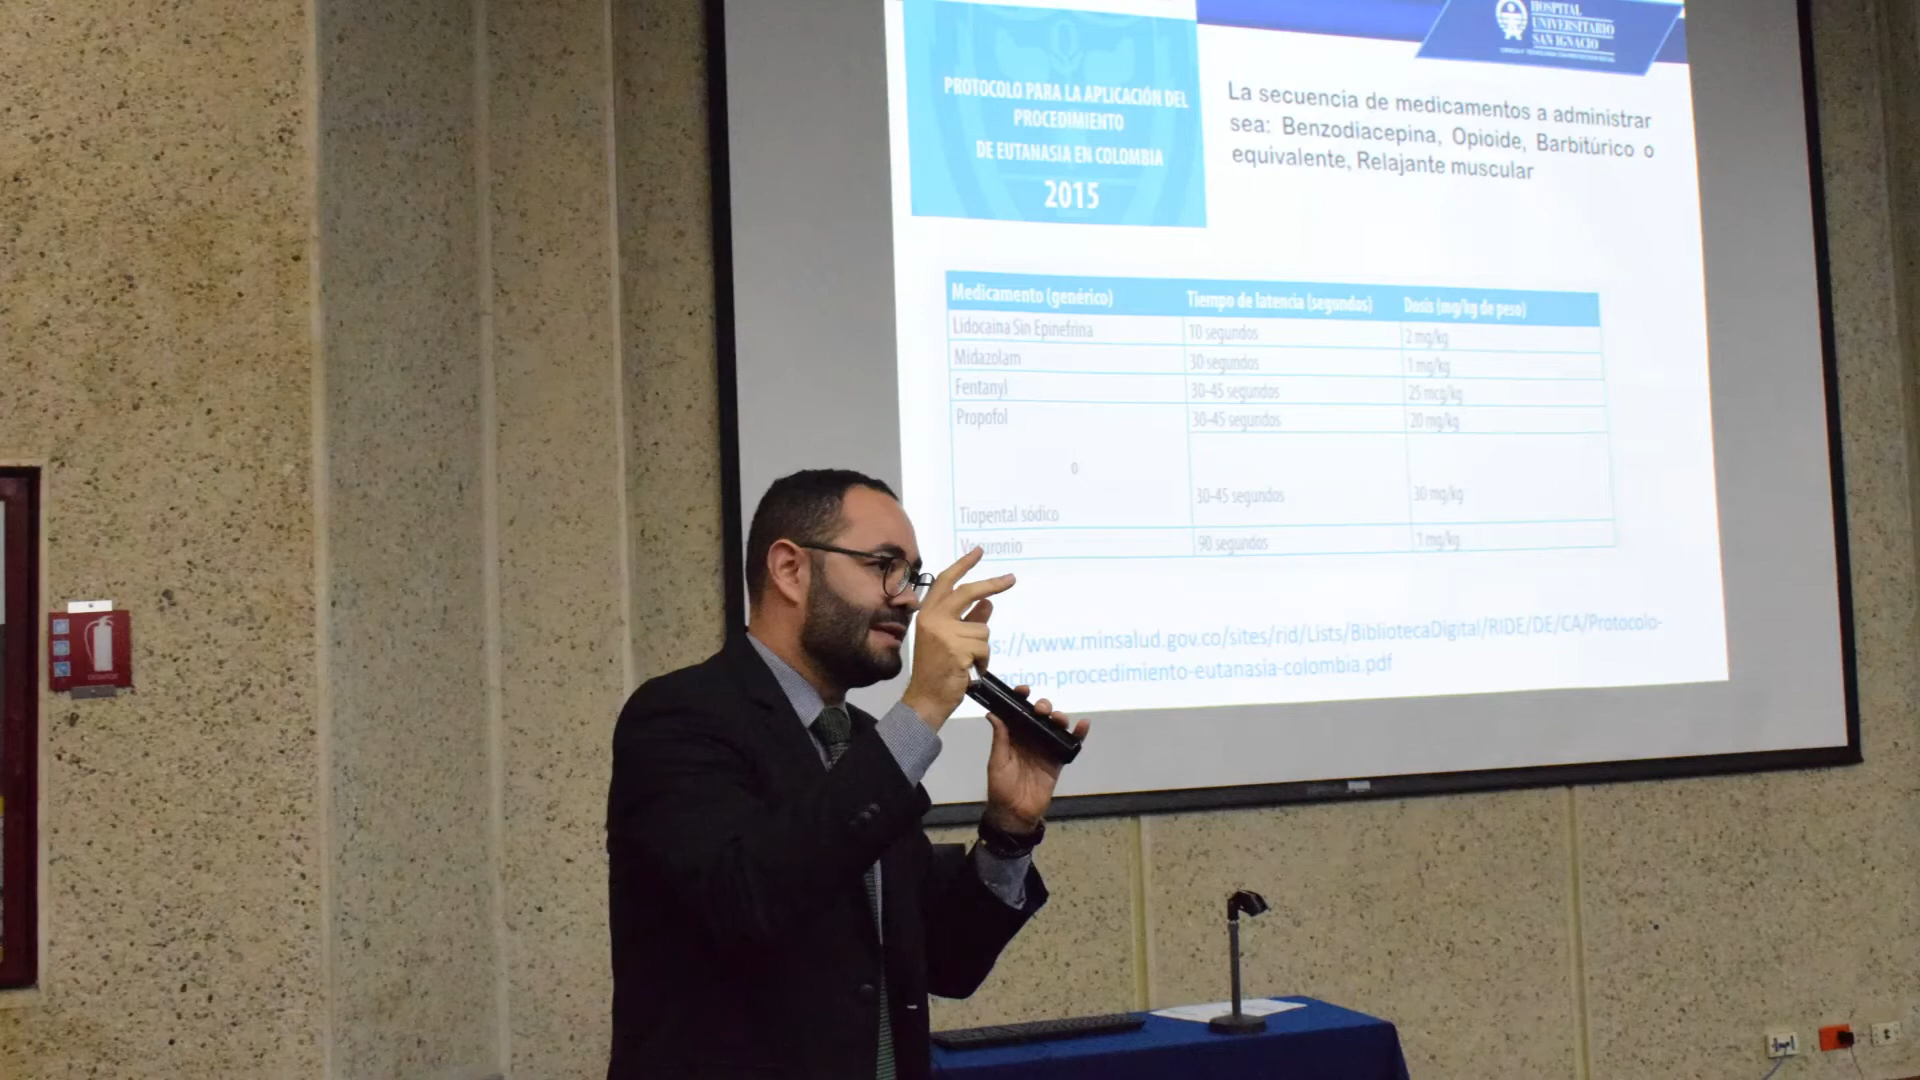 HOSPITAL
UNIVERSITARIO
SAN IGNACIO
PROTOCOLO PARA LA APLICACIÓN DEL
PROCEDIMIENTO
DE EUTANASIA EN COLOMBIA
2015
La secuencia de medicamentos a administrar
sea: Benzodiacepina, Opioide, Barbitúrico o
equivalente, Relajante muscular
Medicamento (genérico) Tiempo de latencia (segundos) Dosis (mg/kg de peso)
Lidocaína Sin Epinefrina 10 segundos 2 mg/kg
Midazolam 30 segundos 1 mg/kg
Fentanyl 30-45 segundos 25 mcg/kg
Propofol 30-45 segundos 20 mg/kg
o
Tiopental sódico 30-45 segundos 30 mg/kg
Vecuronio 90 segundos 1 mg/kg
s://www.minsalud.gov.co/sites/rid/Lists/BibliotecaDigital/RIDE/DE/CA/Protocolo-
acion-procedimiento-eutanasia-colombia.pdf